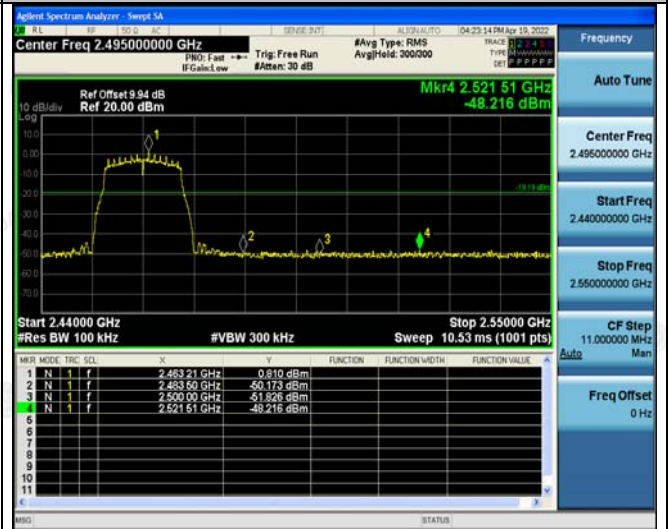 Agilent Spectrum Analyzer - Swept SA
RL RF 50 Ω AC SENSE:INT ALIGNAUTO 04:23:14 PM Apr 19, 2022
Center Freq 2.495000000 GHz #Avg Type: RMS TRACE 1 2 3 4 5 6
PNO: Fast Trig: Free Run Avg|Hold: 300/300 TYPE M
IFGain:Low #Atten: 30 dB DET P P P P P P
Frequency
Auto Tune
Center Freq
2.495000000 GHz
Start Freq
2.440000000 GHz
Stop Freq
2.550000000 GHz
CF Step
11.000000 MHz
Auto Man
Freq Offset
0 Hz
Mkr4 2.521 51 GHz
-48.216 dBm
Ref Offset 9.94 dB
10 dB/div Ref 20.00 dBm
Log
10.0
0.00
-10.0
-20.0
-30.0
-40.0
-50.0
-60.0
-70.0
1
2
3
4
-19.19 dBm
Start 2.44000 GHz Stop 2.55000 GHz
#Res BW 100 kHz #VBW 300 kHz Sweep 10.53 ms (1001 pts)
MKR MODE TRC SCL X Y FUNCTION FUNCTION WIDTH FUNCTION VALUE
1 N 1 f 2.463 21 GHz 0.810 dBm
2 N 1 f 2.483 50 GHz -50.173 dBm
3 N 1 f 2.500 00 GHz -51.826 dBm
4 N 1 f 2.521 51 GHz -48.216 dBm
5
6
7
8
9
10
11
MSG STATUS